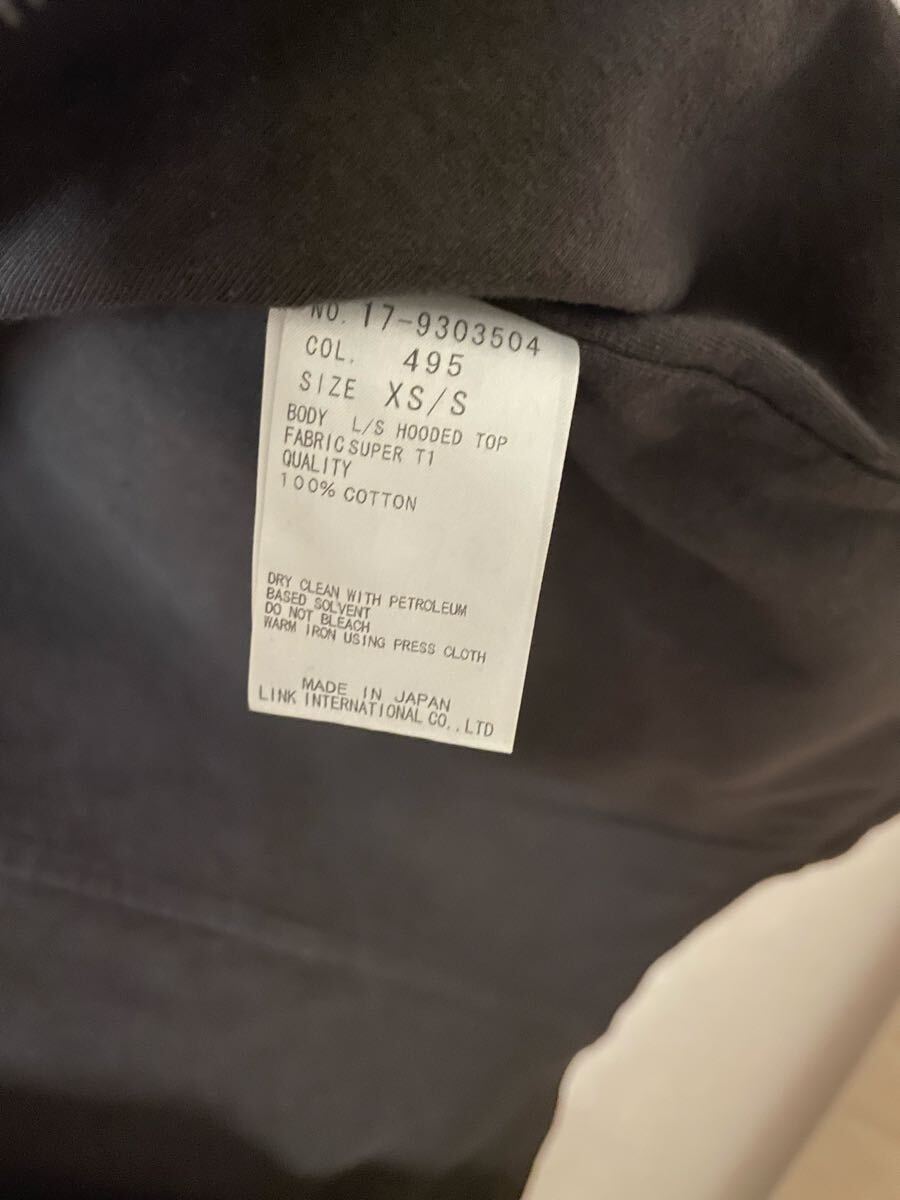 NO. 17-9303504
COL. 495
SIZE XS/S
BODY L/S HOODED TOP
FABRIC SUPER T1
QUALITY
100% COTTON
DRY CLEAN WITH PETROLEUM
BASED SOLVENT
DO NOT BLEACH
WARM IRON USING PRESS CLOTH
MADE IN JAPAN
LINK INTERNATIONAL CO.,LTD